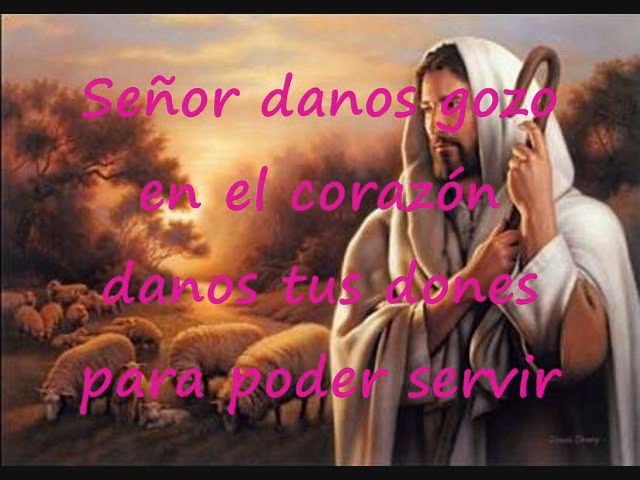 Señor danos gozo
en el corazón
danos tus dones
para poder servir